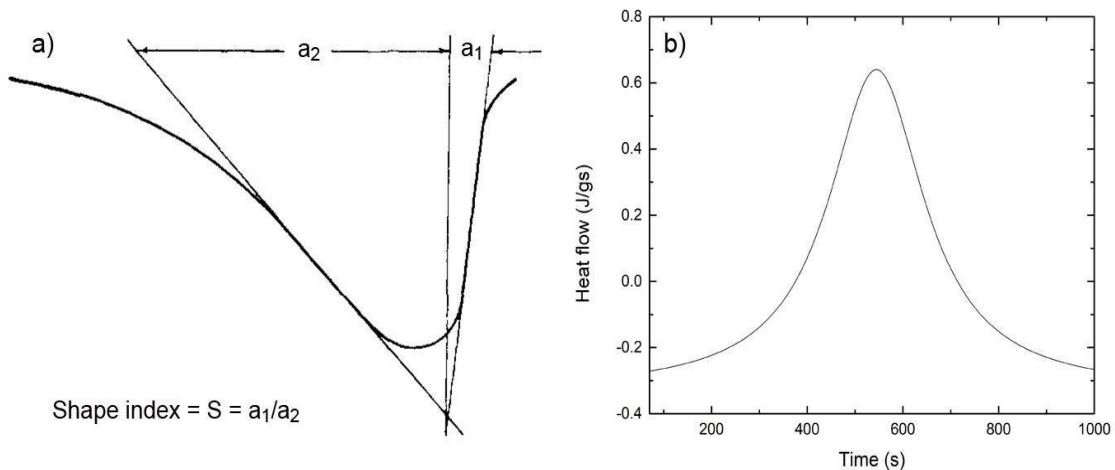 a)
a₂
a₁
Shape index = S = a₁/a₂
b)
Heat flow (J/gs)
0.8
0.6
0.4
0.2
0.0
-0.2
-0.4
200
400
600
800
1000
Time (s)